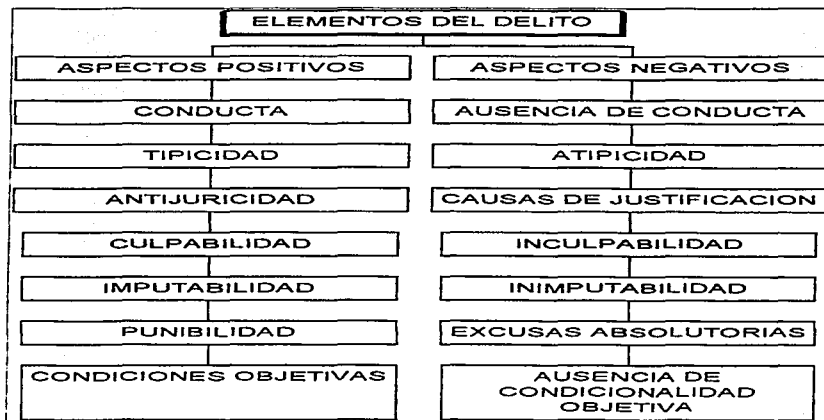 ELEMENTOS DEL DELITO
ASPECTOS POSITIVOS
ASPECTOS NEGATIVOS
CONDUCTA
AUSENCIA DE CONDUCTA
TIPICIDAD
ATIPICIDAD
ANTIJURICIDAD
CAUSAS DE JUSTIFICACION
CULPABILIDAD
INCULPABILIDAD
IMPUTABILIDAD
INIMPUTABILIDAD
PUNIBILIDAD
EXCUSAS ABSOLUTORIAS
CONDICIONES OBJETIVAS
AUSENCIA DE
CONDICIONALIDAD
OBJETIVA